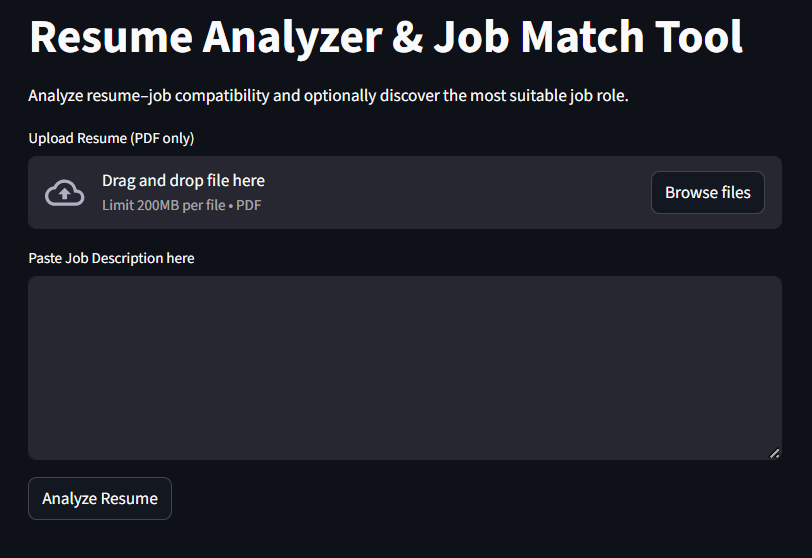 Resume Analyzer & Job Match Tool
Analyze resume–job compatibility and optionally discover the most suitable job role.
Upload Resume (PDF only)
Drag and drop file here
Limit 200MB per file • PDF
Browse files
Paste Job Description here
Analyze Resume